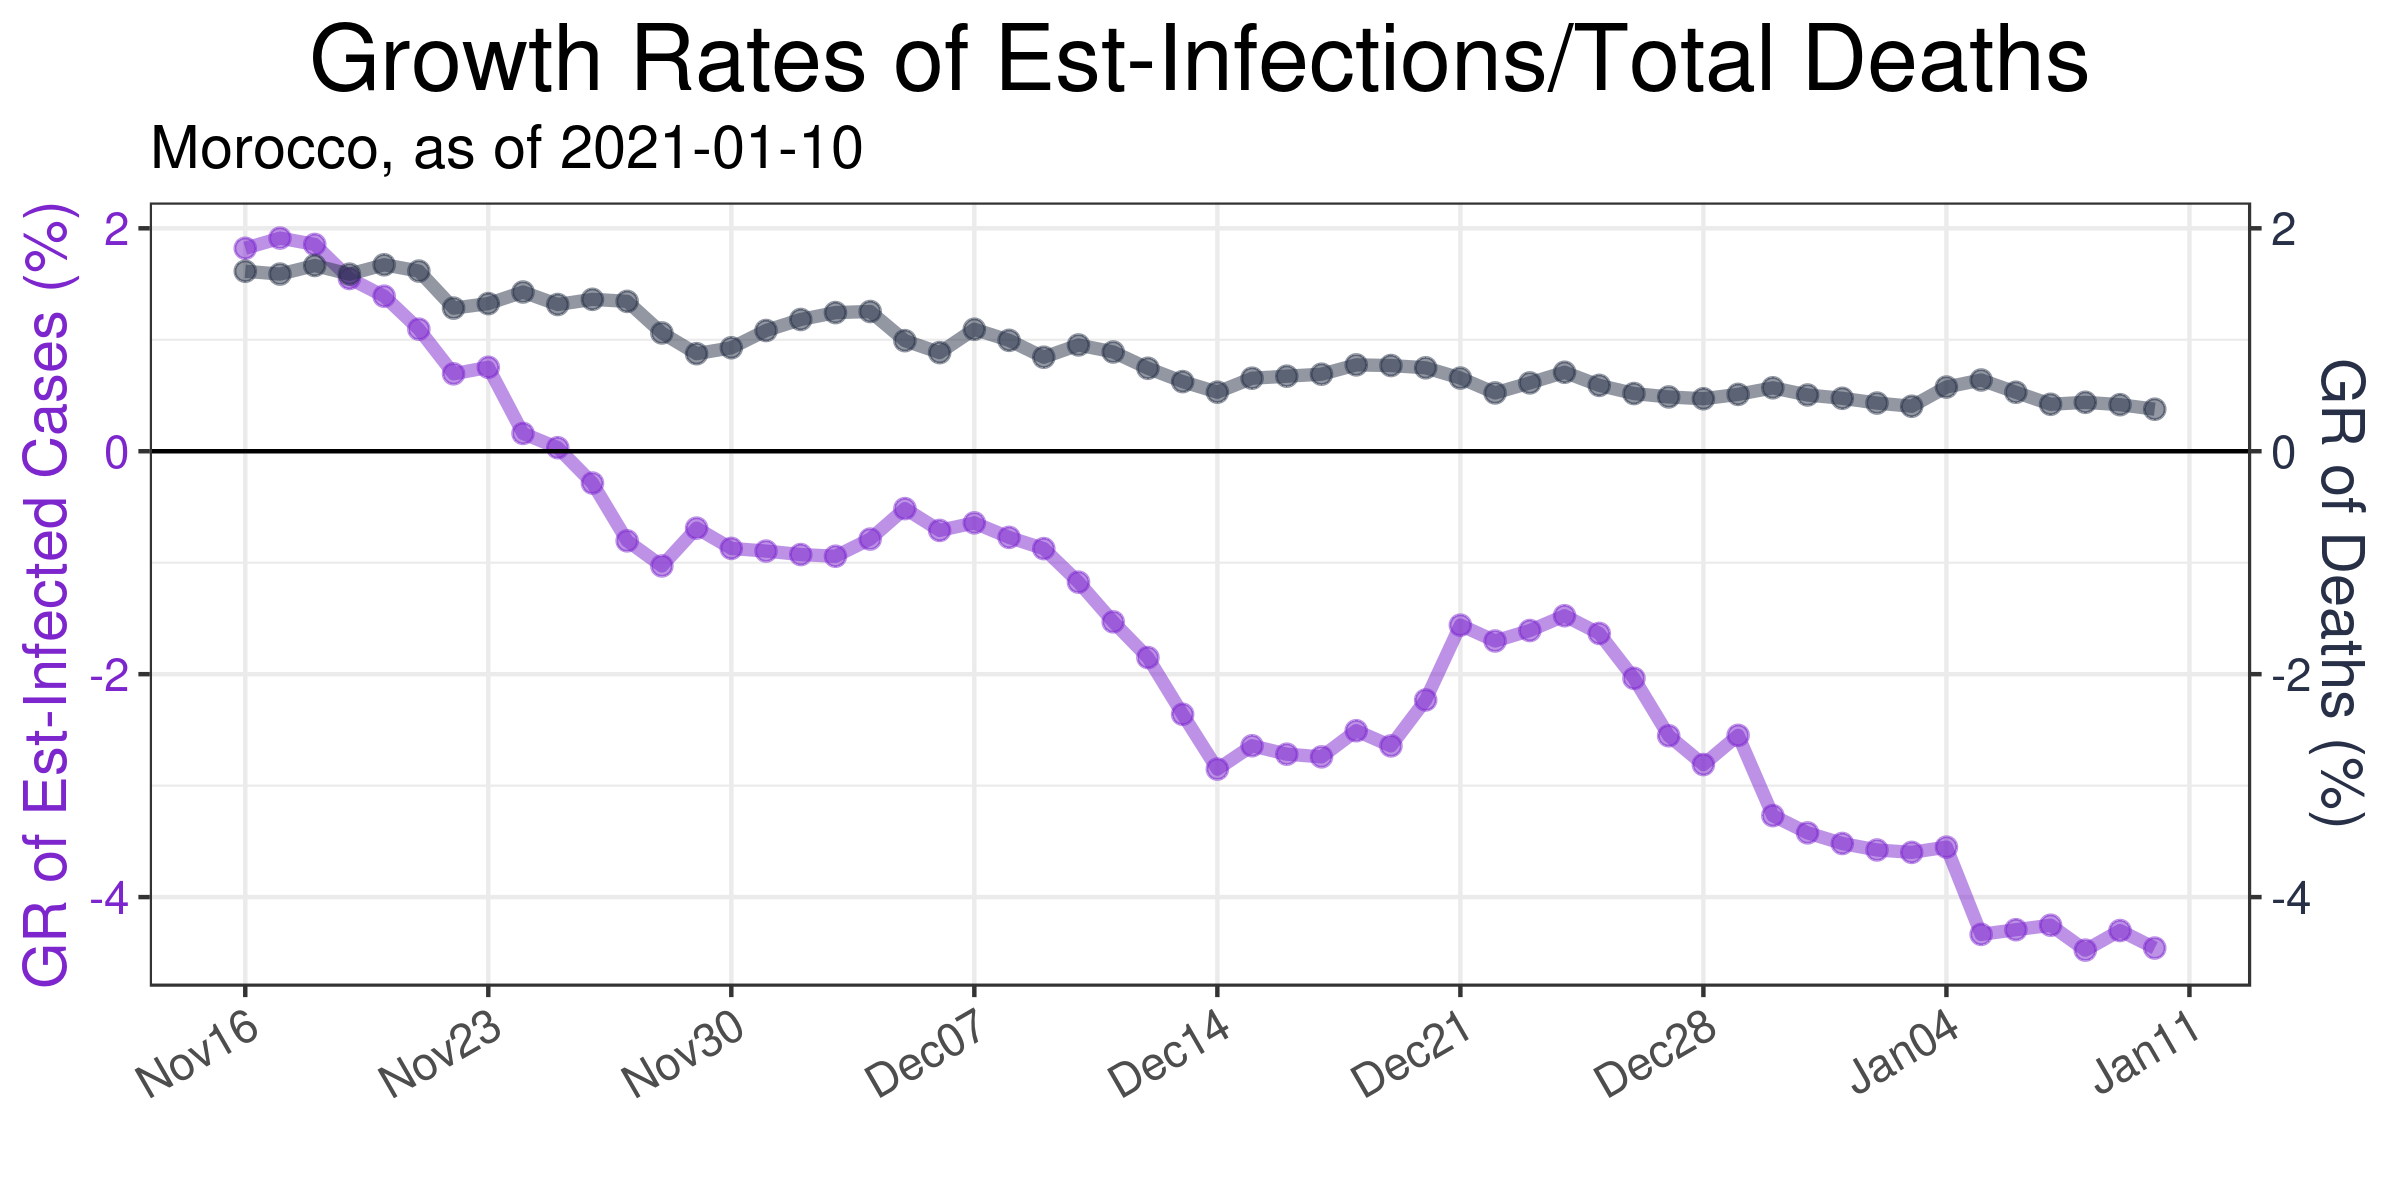 Growth Rates of Est-Infections/Total Deaths
Morocco, as of 2021-01-10
GR of Est-Infected Cases (%)
2
0
-2
-4
2
0
-2
-4
GR of Deaths (%)
Nov16
Nov23
Nov30
Dec07
Dec14
Dec21
Dec28
Jan04
Jan11